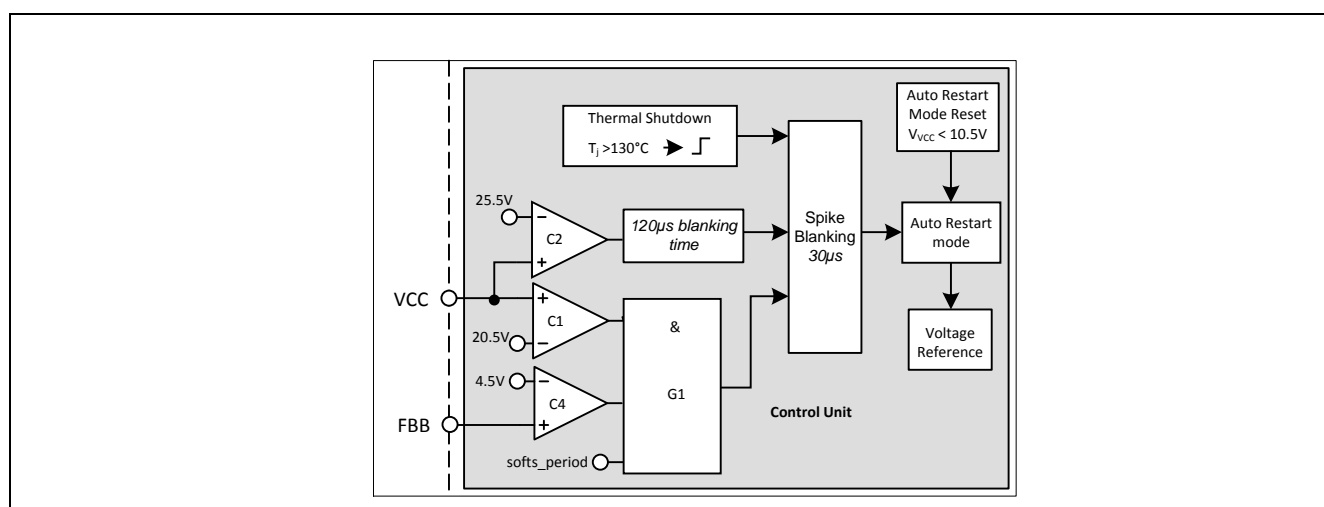 Thermal Shutdown
Tj >130°C
Auto Restart
Mode Reset
VVCC < 10.5V
25.5V
−
C2
+
120µs blanking
time
Spike
Blanking
30µs
Auto Restart
mode
VCC
+
C1
−
20.5V
&
G1
Voltage
Reference
4.5V
−
C4
+
FBB
softs_period
Control Unit